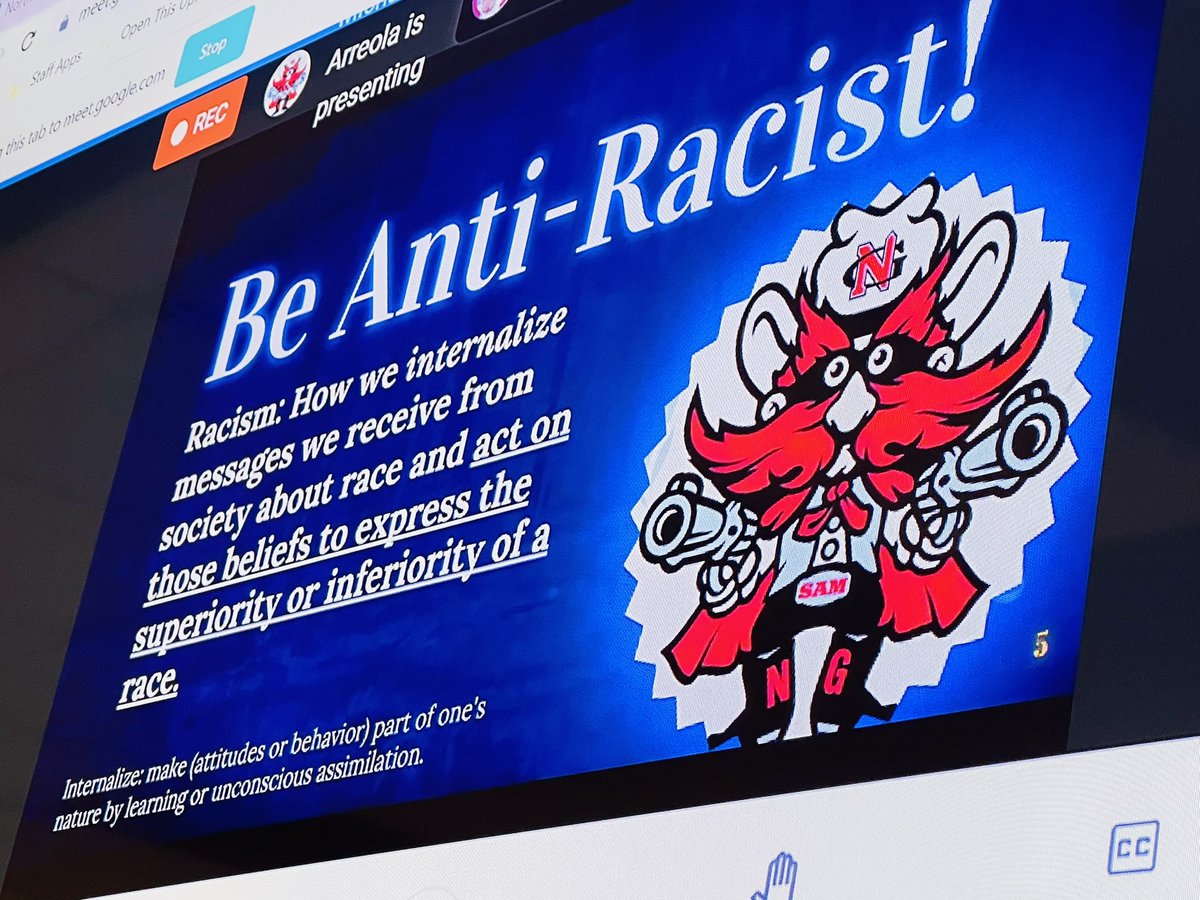 meet.g
Open This Up
Staff Apps
Stop
this tab to meet.google.com
REC
Arreola is
presenting
Be Anti-Racist!
Racism: How we internalize
messages we receive from
society about race and act on
those beliefs to express the
superiority or inferiority of a
race.
Internalize: make (attitudes or behavior) part of one's
nature by learning or unconscious assimilation.
NG
SAM
N G
5
CC